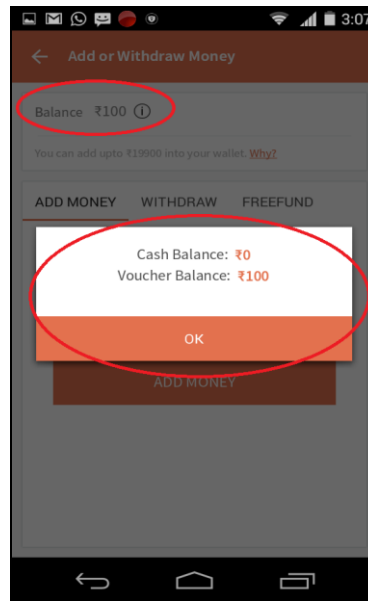 3:07
Add or Withdraw Money
Balance ₹100
You can add upto ₹19900 into your wallet. Why?
ADD MONEY WITHDRAW FREEFUND
Cash Balance: ₹0
Voucher Balance: ₹100
OK
ADD MONEY